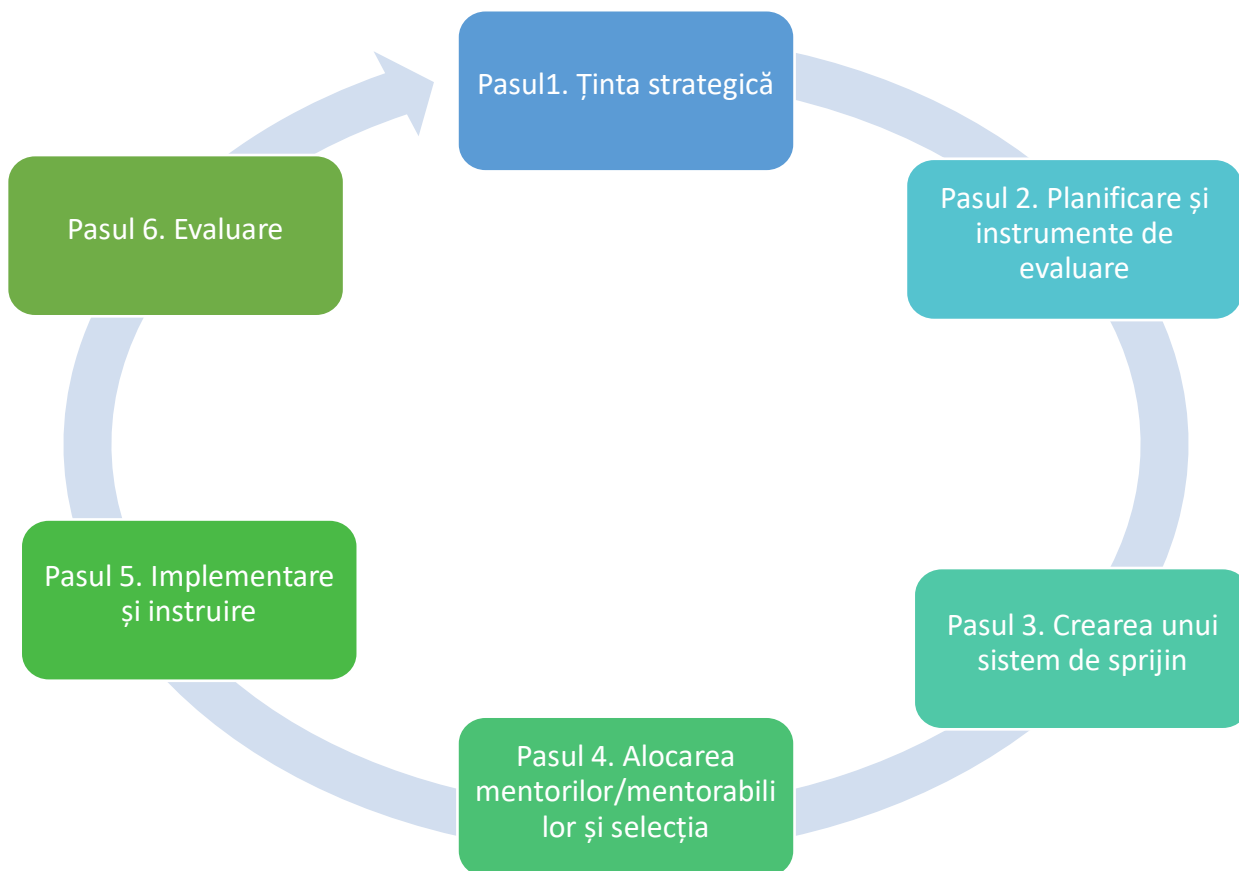 Pasul1. Ținta strategică
Pasul 2. Planificare și
instrumente de
evaluare
Pasul 3. Crearea unui
sistem de sprijin
Pasul 4. Alocarea
mentorilor/mentorabili
lor și selecția
Pasul 5. Implementare
și instruire
Pasul 6. Evaluare